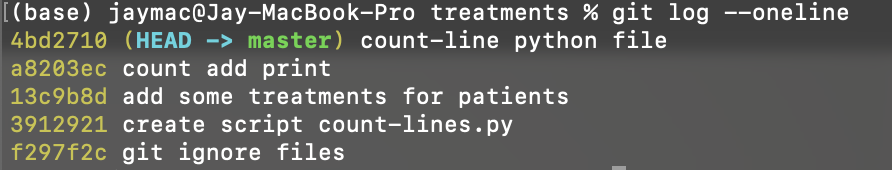 (base) jaymac@Jay-MacBook-Pro treatments % git log --oneline
4bd2710 (HEAD -> master) count-line python file
a8203ec count add print
13c9b8d add some treatments for patients
3912921 create script count-lines.py
f297f2c git ignore files